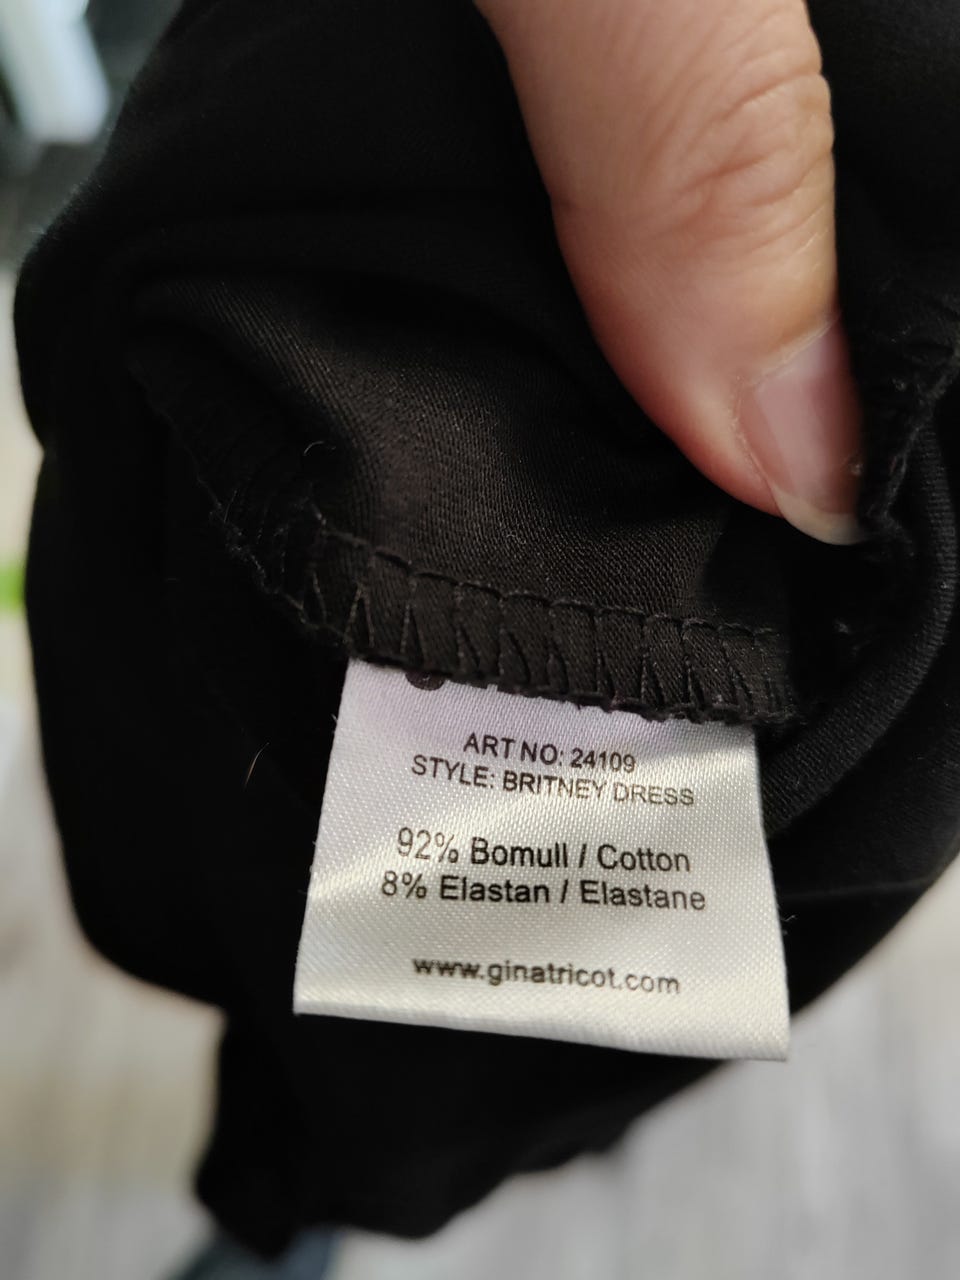 ART NO: 24109
STYLE: BRITNEY DRESS
92% Bomull / Cotton
8% Elastan / Elastane
www.ginatricot.com